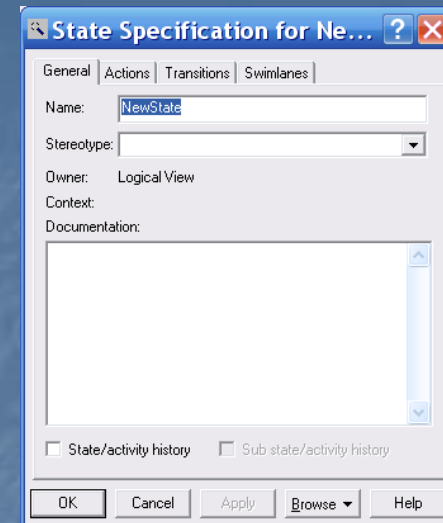 State Specification for Ne...
General Actions Transitions Swimlanes
Name: NewState
Stereotype:
Owner: Logical View
Context:
Documentation:
State/activity history Sub state/activity history
OK Cancel Apply Browse Help